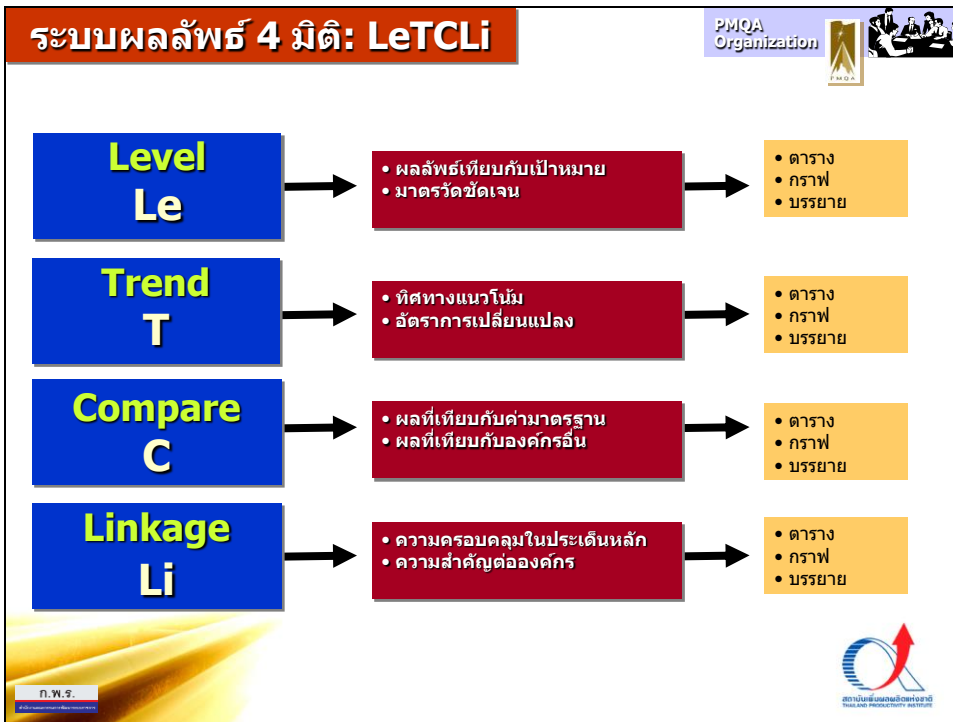 ระบบผลลัพธ์ 4 มิติ: LeTCLi
PMQA
Organization
PMQA
Level
Le
• ผลลัพธ์เทียบกับเป้าหมาย
• มาตรวัดชัดเจน
• ตาราง
• กราฟ
• บรรยาย
Trend
T
• ทิศทางแนวโน้ม
• อัตราการเปลี่ยนแปลง
• ตาราง
• กราฟ
• บรรยาย
Compare
C
• ผลที่เทียบกับค่ามาตรฐาน
• ผลที่เทียบกับองค์กรอื่น
• ตาราง
• กราฟ
• บรรยาย
Linkage
Li
• ความครอบคลุมในประเด็นหลัก
• ความสำคัญต่อองค์กร
• ตาราง
• กราฟ
• บรรยาย
ก.พ.ร.
สถาบันเพิ่มผลผลิตแห่งชาติ
THAILAND PRODUCTIVITY INSTITUTE